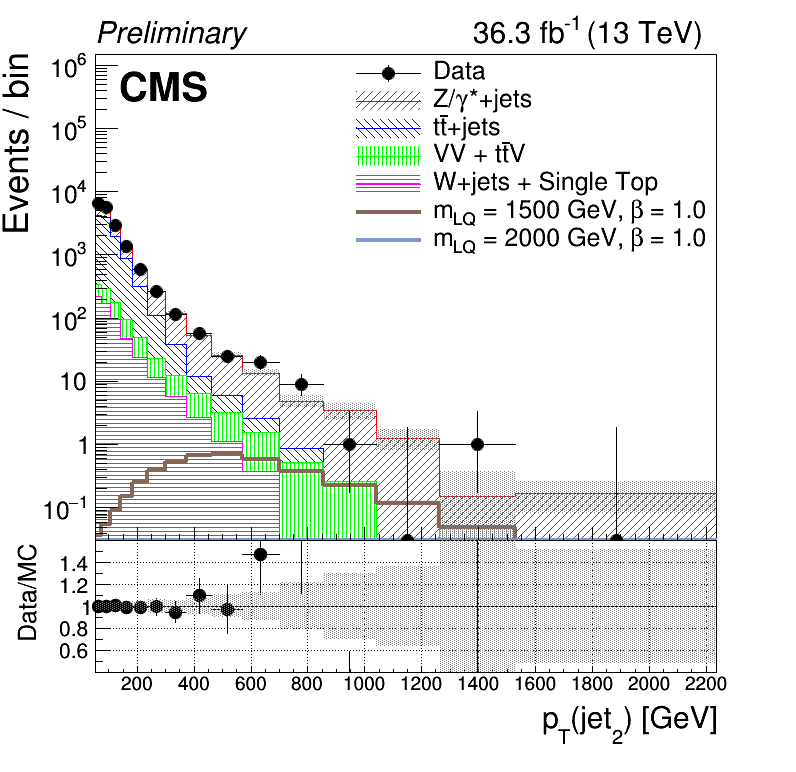 Preliminary 36.3 fb⁻¹ (13 TeV)
CMS
Events / bin
10⁶
10⁵
10⁴
10³
10²
10
1
10⁻¹
Data
Z/γ*+jets
tt̄+jets
VV + tt̄V
W+jets + Single Top
m_LQ = 1500 GeV, β = 1.0
m_LQ = 2000 GeV, β = 1.0
Data/MC
1.4
1.2
1
0.8
0.6
200 400 600 800 1000 1200 1400 1600 1800 2000 2200
p_T(jet_2) [GeV]